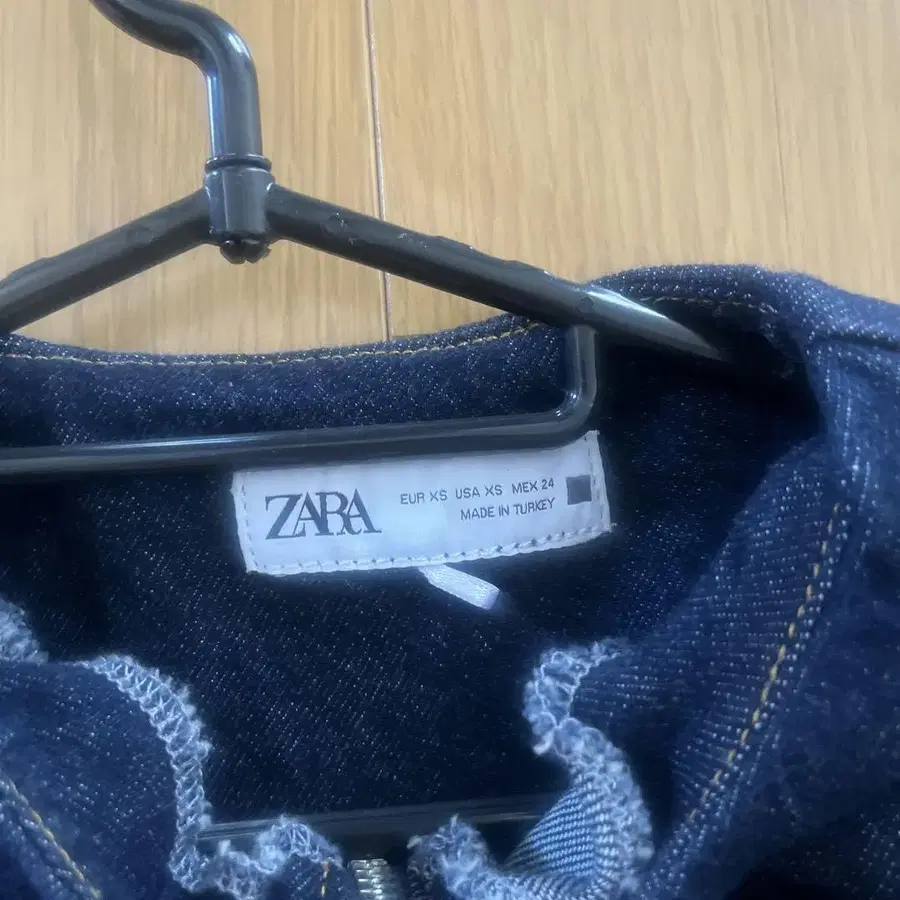 ZARA
EUR XS USA XS MEX 24
MADE IN TURKEY